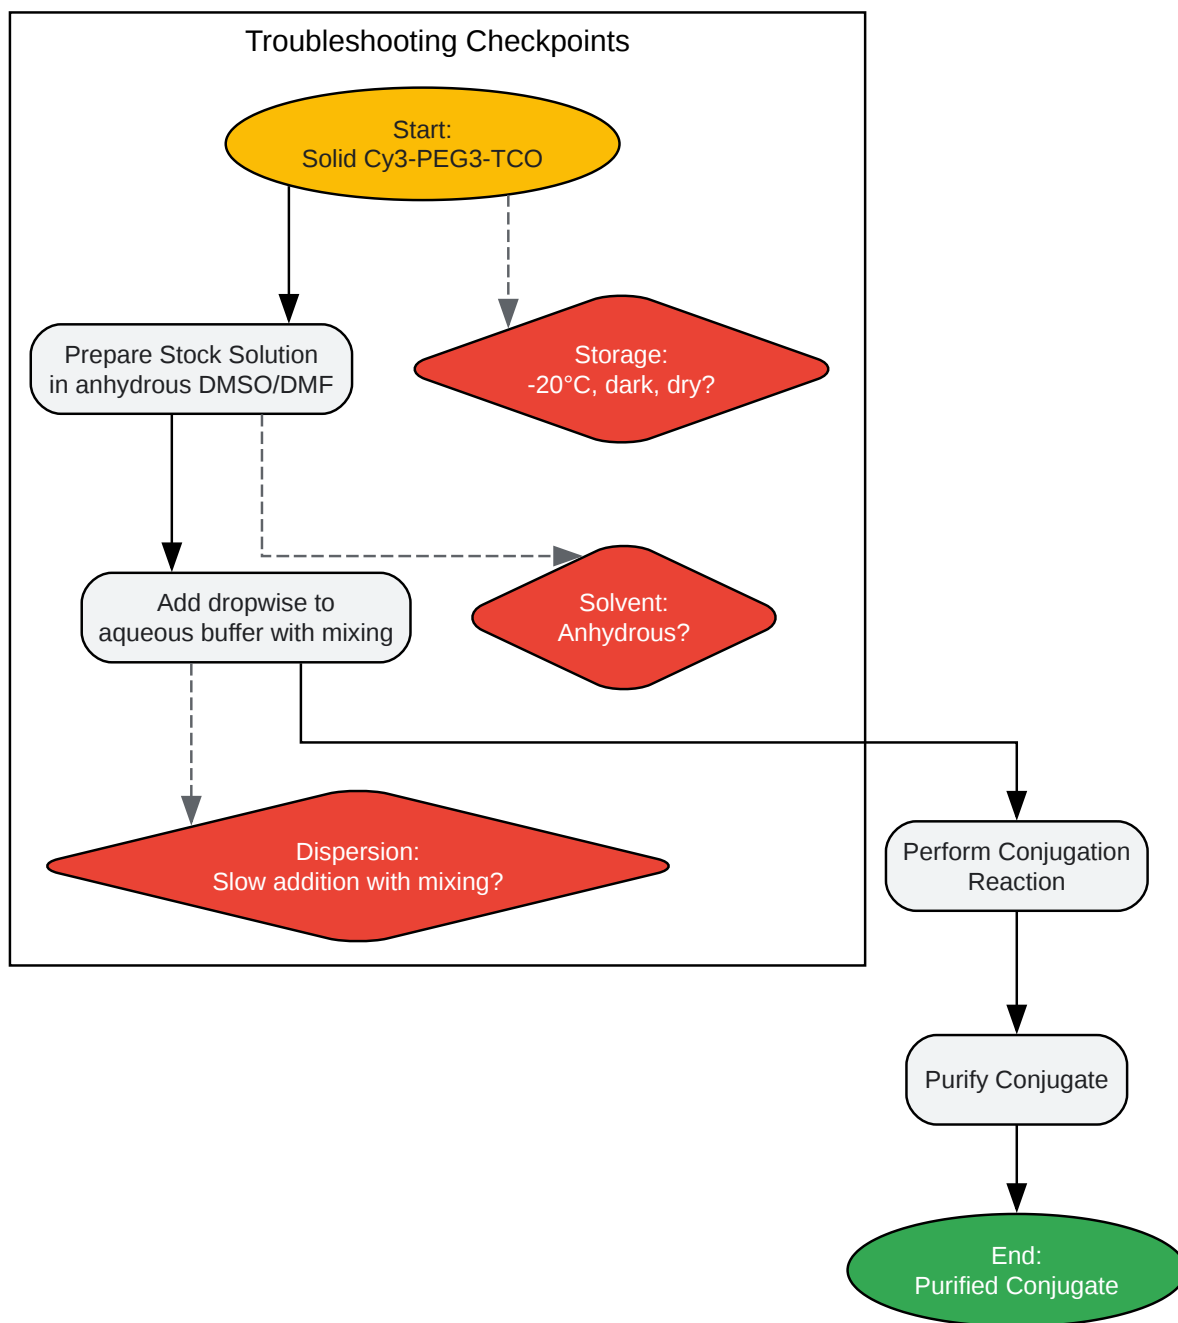 Troubleshooting Checkpoints
Start:
Solid Cy3-PEG3-TCO
Prepare Stock Solution
in anhydrous DMSO/DMF
Storage:
-20°C, dark, dry?
Add dropwise to
aqueous buffer with mixing
Solvent:
Anhydrous?
Dispersion:
Slow addition with mixing?
Perform Conjugation
Reaction
Purify Conjugate
End:
Purified Conjugate